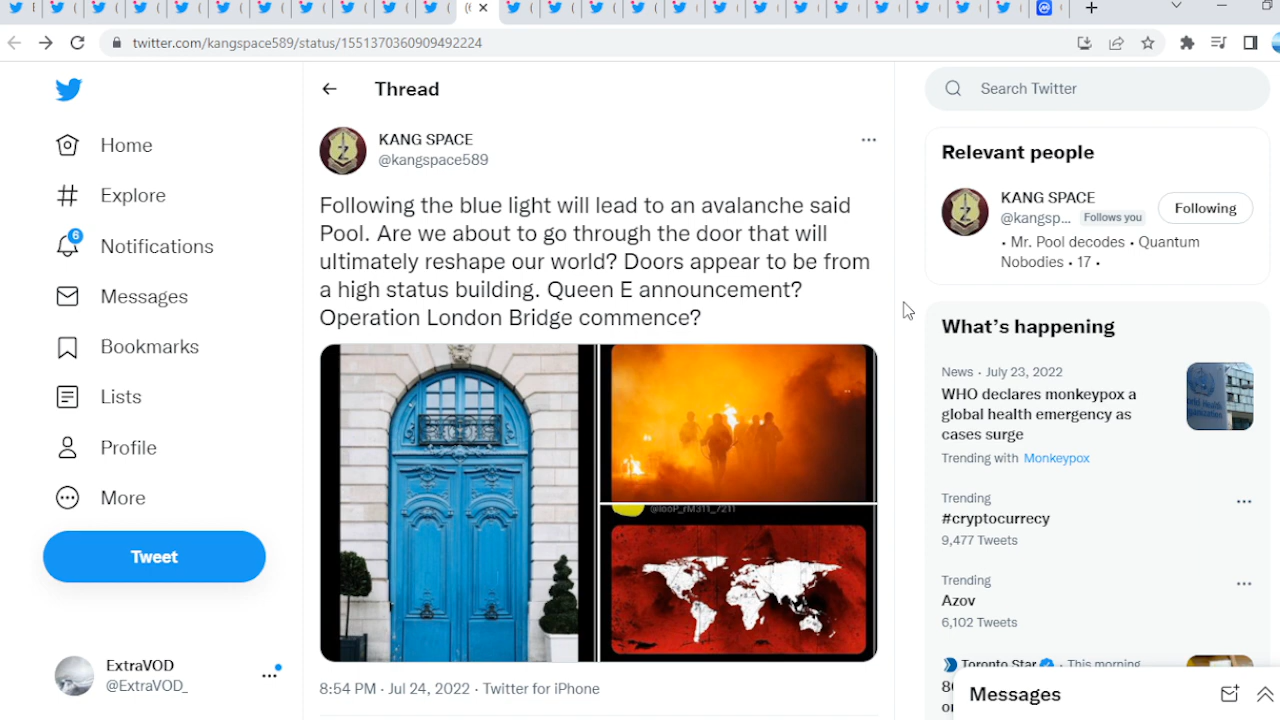 twitter.com/kangspace589/status/1551370360909492224
Home
Explore
6
Notifications
Messages
Bookmarks
Lists
Profile
More
Tweet
ExtraVOD
@ExtraVOD_
Thread
KANG SPACE
@kangspace589
Following the blue light will lead to an avalanche said
Pool. Are we about to go through the door that will
ultimately reshape our world? Doors appear to be from
a high status building. Queen E announcement?
Operation London Bridge commence?
@looP_rM311_7211
8:54 PM · Jul 24, 2022 · Twitter for iPhone
Search Twitter
Relevant people
KANG SPACE
@kangsp... Follows you
Following
• Mr. Pool decodes • Quantum
Nobodies • 17 •
What's happening
News · July 23, 2022
WHO declares monkeypox a
global health emergency as
cases surge
Trending with Monkeypox
Trending
#cryptocurrecy
9,477 Tweets
Trending
Azov
6,102 Tweets
Toronto Star · This morning
Messages